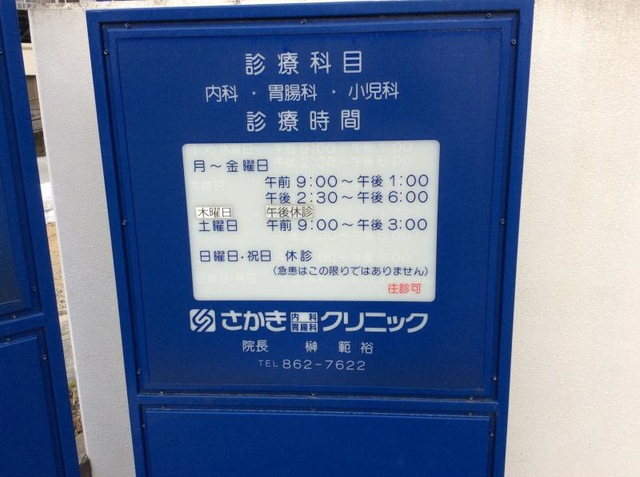 診療科目
内科・胃腸科・小児科
診療時間
月～金曜日
午前 9:00～午後 1:00
午後 2:30～午後 6:00
木曜日 午後休診
土曜日 午前 9:00～午後 3:00
日曜日・祝日 休診
(急患はこの限りではありません)
往診可
さかき内科胃腸科クリニック
院長 榊 範裕
TEL 862-7622